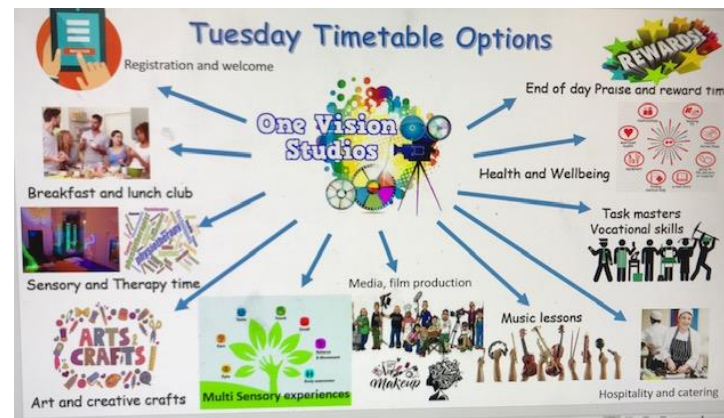 Tuesday Timetable Options
REWARDS!
Registration and welcome
End of day Praise and reward tim
One Vision
Studios
Breakfast and lunch club
Health and Wellbeing
Task masters
Vocational skills
physiotherapy
Sensory and Therapy time
Media, film production
Music lessons
ARTS
CRAFTS
Art and creative crafts
Multi Sensory experiences
Makeup
Hospitality and catering